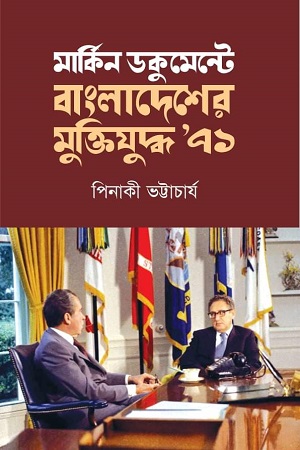 মার্কিন ডকুমেন্টে
বাংলাদেশের
মুক্তিযুদ্ধ '৭১
পিনাকী ভট্টাচার্য